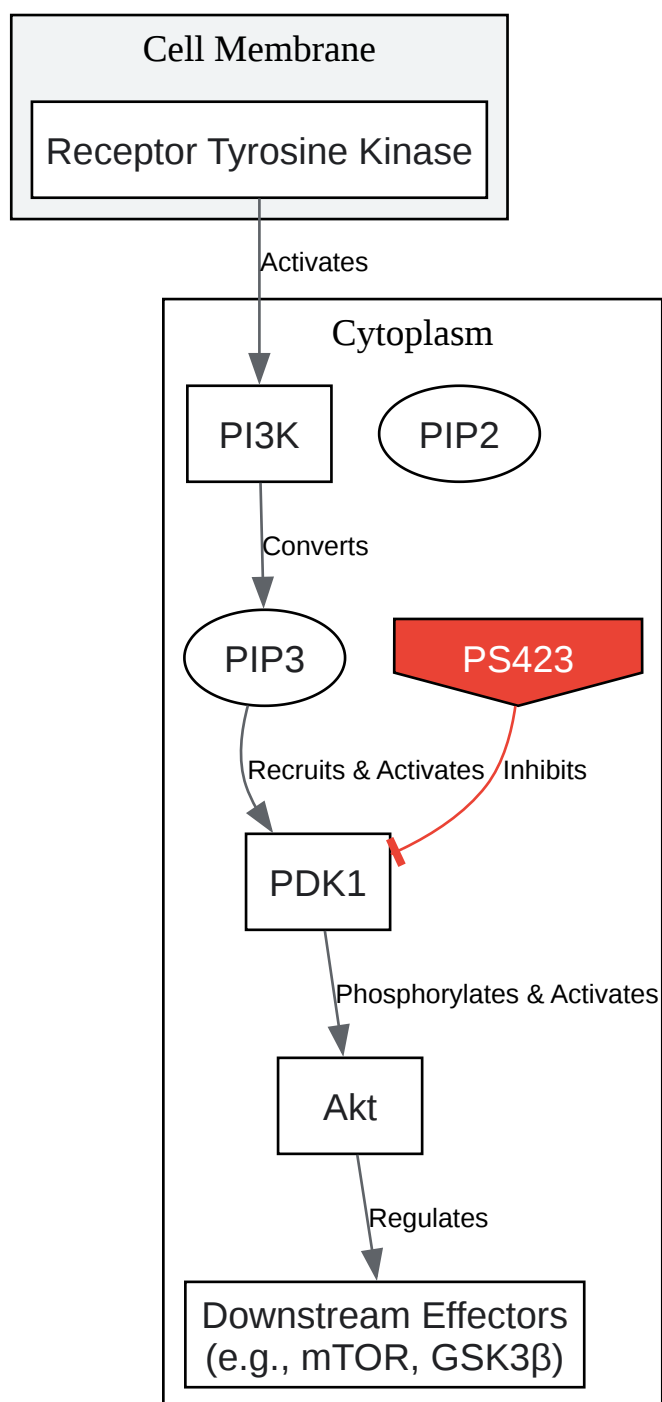 Cell Membrane
Receptor Tyrosine Kinase
Activates
Cytoplasm
PI3K
PIP2
Converts
PIP3
PS423
Recruits & Activates
Inhibits
PDK1
Phosphorylates & Activates
Akt
Regulates
Downstream Effectors
(e.g., mTOR, GSK3β)